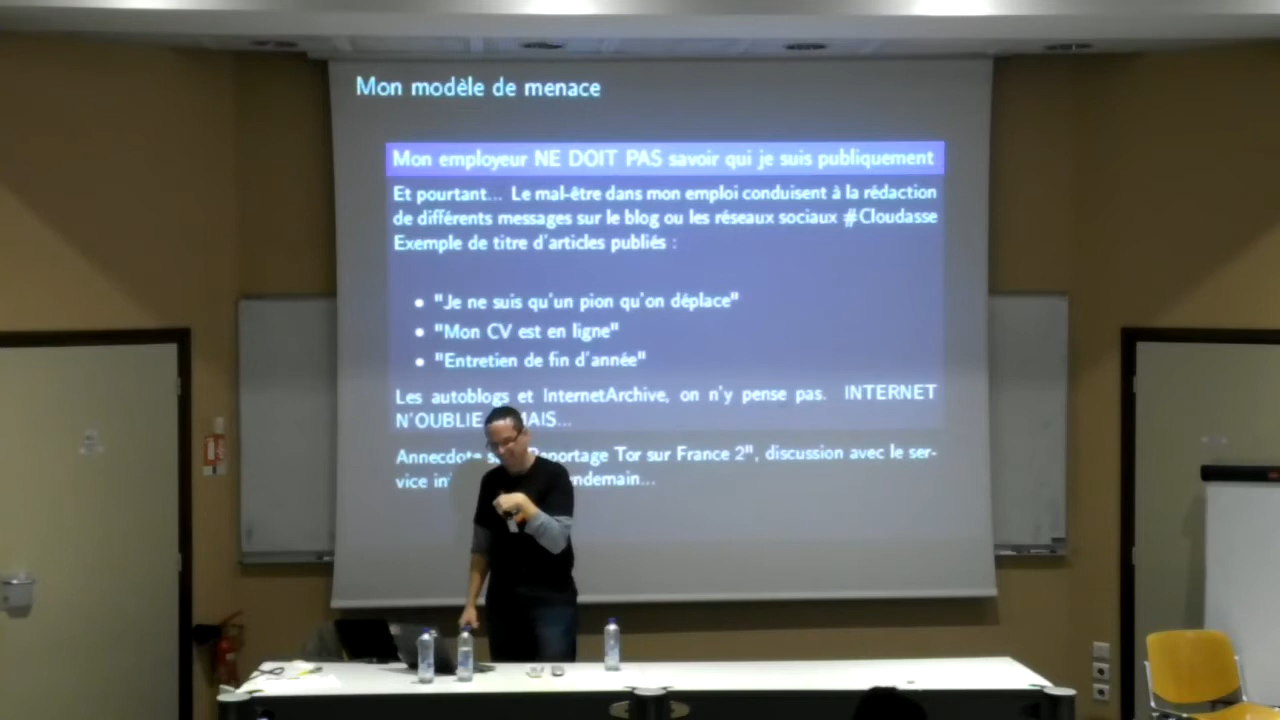 Mon modèle de menace
Mon employeur NE DOIT PAS savoir qui je suis publiquement
Et pourtant... Le mal-être dans mon emploi conduisent à la rédaction
de différents messages sur le blog ou les réseaux sociaux #Cloudasse
Exemple de titre d'articles publiés :
• "Je ne suis qu'un pion qu'on déplace"
• "Mon CV est en ligne"
• "Entretien de fin d'année"
Les autoblogs et InternetArchive, on n'y pense pas. INTERNET
N'OUBLIE
Annecdote Reportage Tor sur France 2", discussion avec le ser-
vice